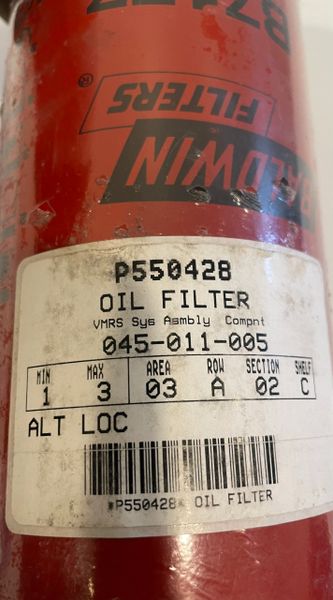 FILTERS®
P550428
OIL FILTER
VMRS Sys Asmbly Compnt
045-011-005
MIN MAX AREA ROW SECTION SHELF
1 3 03 A 02 C
ALT LOC
*P550428* OIL FILTER